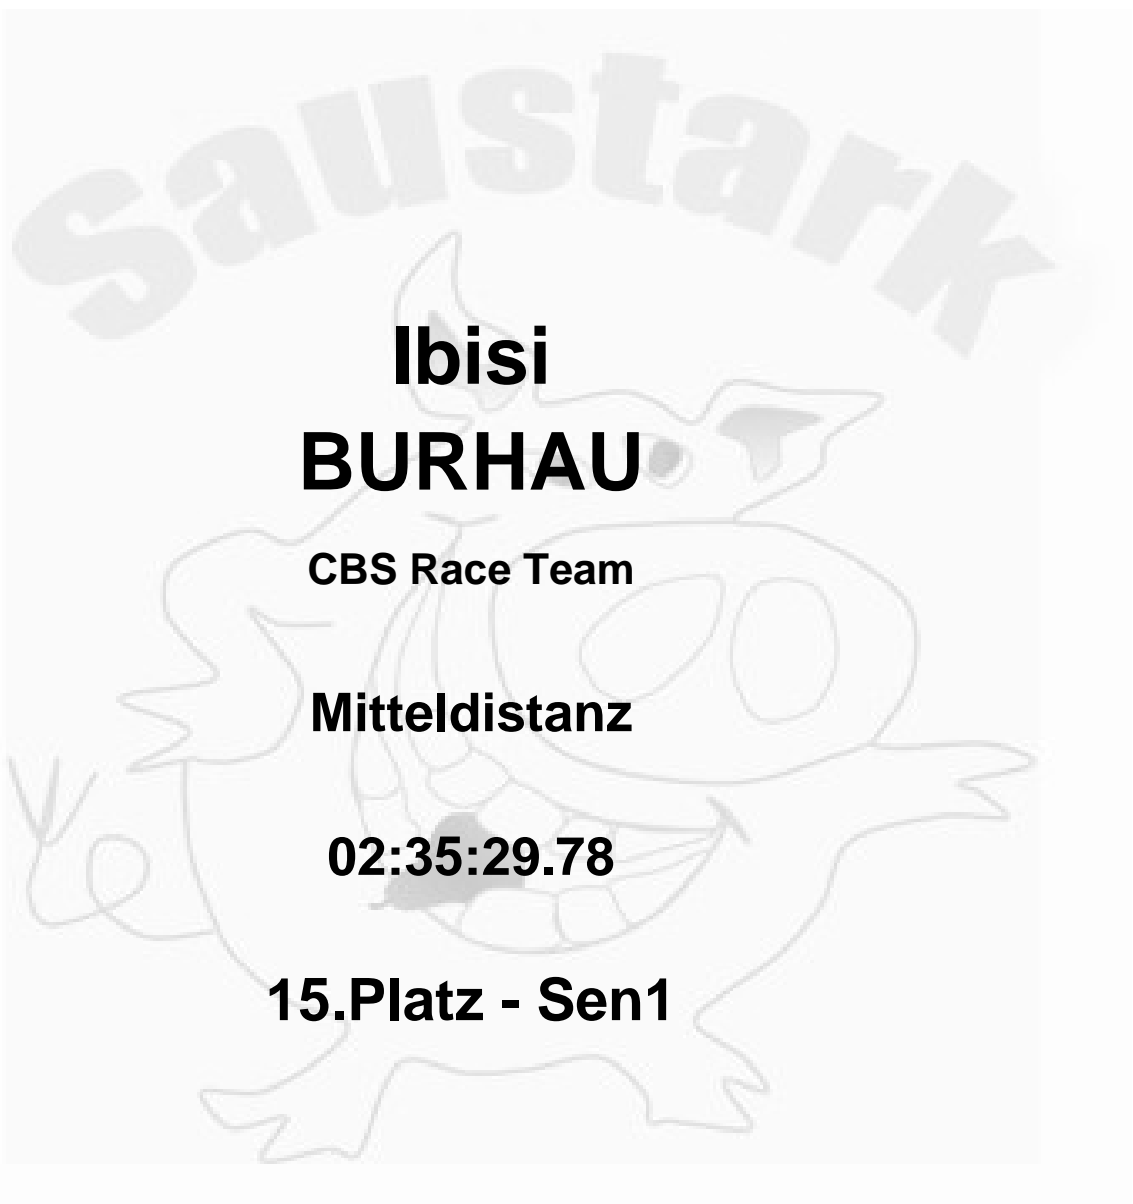 Saustark
Ibisi
BURHAU
CBS Race Team
Mitteldistanz
02:35:29.78
15.Platz - Sen1